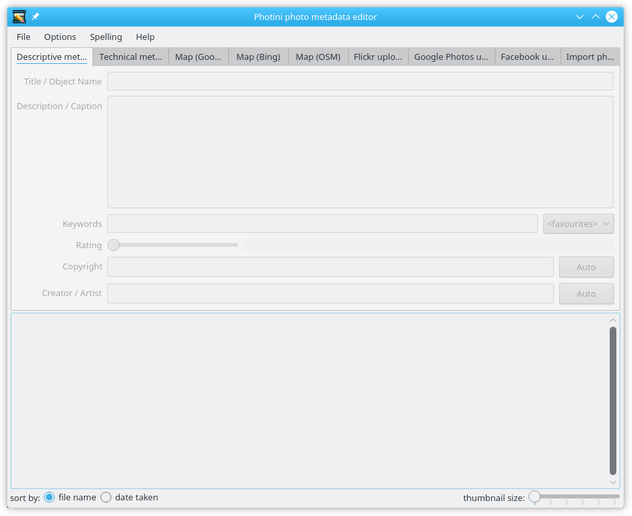 Photini photo metadata editor
File Options Spelling Help
Descriptive met... Technical met... Map (Goo... Map (Bing) Map (OSM) Flickr uplo... Google Photos u... Facebook u... Import ph...
Title / Object Name
Description / Caption
Keywords <favourites>
Rating
Copyright Auto
Creator / Artist Auto
sort by: file name date taken thumbnail size: